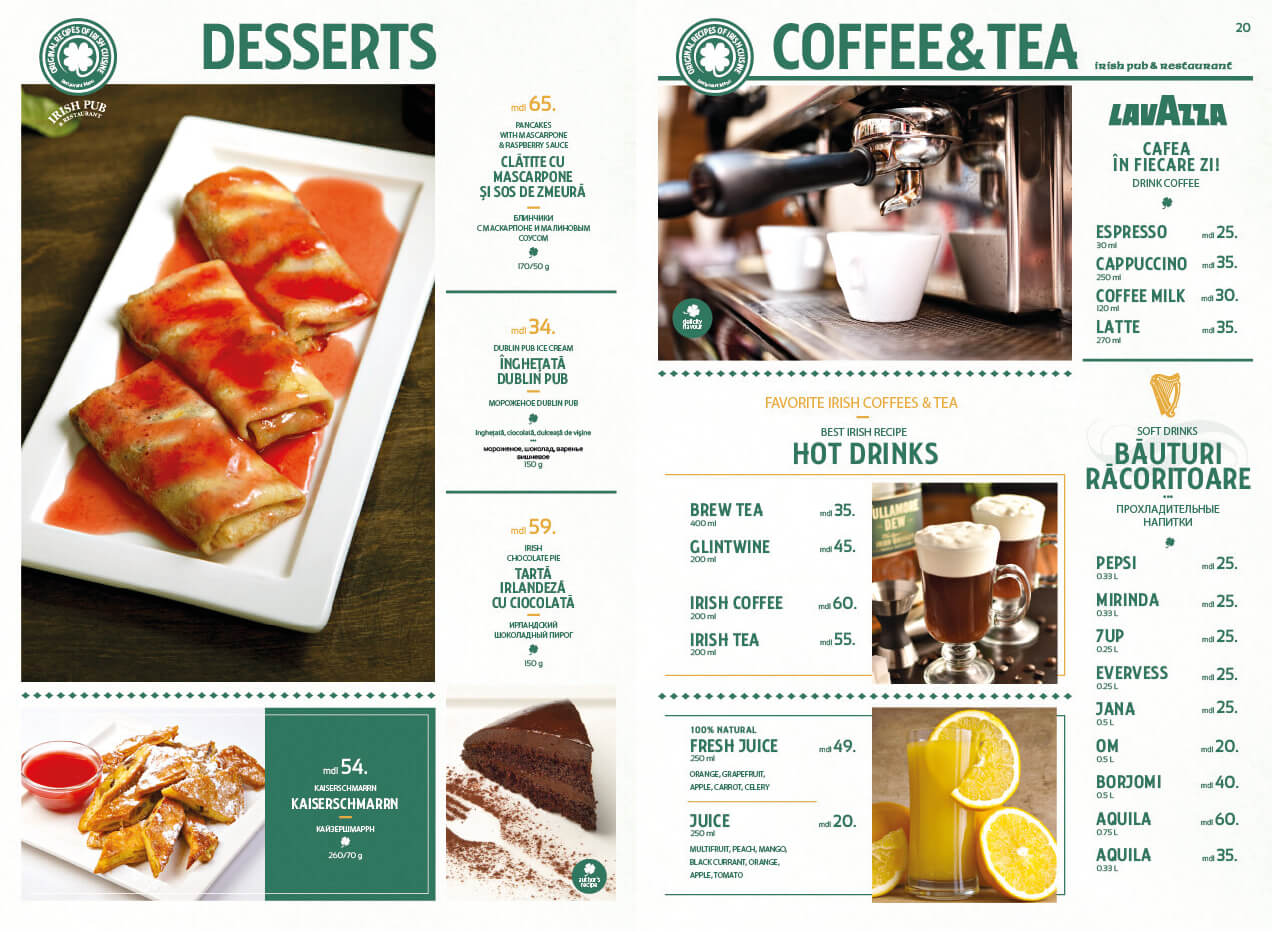 ORIGINAL RECIPES OF IRISH CUISINE
Restaurant Menu
DESSERTS
IRISH PUB
& RESTAURANT
mdl 65.
PANCAKES
WITH MASCARPONE
& RASPBERRY SAUCE
CLĂTITE CU
MASCARPONE
ȘI SOS DE ZMEURĂ
БЛИНЧИКИ
С МАСКАРПОНЕ И МАЛИНОВЫМ
СОУСОМ
170/50 g
mdl 34.
DUBLIN PUB ICE CREAM
ÎNGHEȚATĂ
DUBLIN PUB
МОРОЖЕНОЕ DUBLIN PUB
înghețată, ciocolată, dulceață de vișine
...
мороженое, шоколад, варенье
вишневое
150 g
mdl 59.
IRISH
CHOCOLATE PIE
TARTĂ
IRLANDEZĂ
CU CIOCOLATĂ
ИРЛАНДСКИЙ
ШОКОЛАДНЫЙ ПИРОГ
150 g
mdl 54.
KAISERSCHMARRN
KAISERSCHMARRN
КАЙЗЕРШМАРРН
260/70 g
author's
recipe
ORIGINAL RECIPES OF IRISH CUISINE
Restaurant Menu
COFFEE&TEA
irish pub & restaurant
20
delicity
flavour
LAVAZZA
CAFEA
ÎN FIECARE ZI!
DRINK COFFEE
ESPRESSO mdl 25.
30 ml
CAPPUCCINO mdl 35.
250 ml
COFFEE MILK mdl 30.
120 ml
LATTE mdl 35.
270 ml
FAVORITE IRISH COFFEES & TEA
BEST IRISH RECIPE
HOT DRINKS
BREW TEA mdl 35.
400 ml
GLINTWINE mdl 45.
200 ml
IRISH COFFEE mdl 60.
200 ml
IRISH TEA mdl 55.
200 ml
ULLAMORE
DEW
100% NATURAL
FRESH JUICE mdl 49.
250 ml
ORANGE, GRAPEFRUIT,
APPLE, CARROT, CELERY
JUICE mdl 20.
250 ml
MULTIFRUIT, PEACH, MANGO,
BLACK CURRANT, ORANGE,
APPLE, TOMATO
SOFT DRINKS
BĂUTURI
RĂCORITOARE
...
ПРОХЛАДИТЕЛЬНЫЕ
НАПИТКИ
PEPSI mdl 25.
0.33 L
MIRINDA mdl 25.
0.33 L
7UP mdl 25.
0.25 L
EVERVESS mdl 25.
0.25 L
JANA mdl 25.
0.5 L
OM mdl 20.
0.5 L
BORJOMI mdl 40.
0.5 L
AQUILA mdl 60.
0.75 L
AQUILA mdl 35.
0.33 L